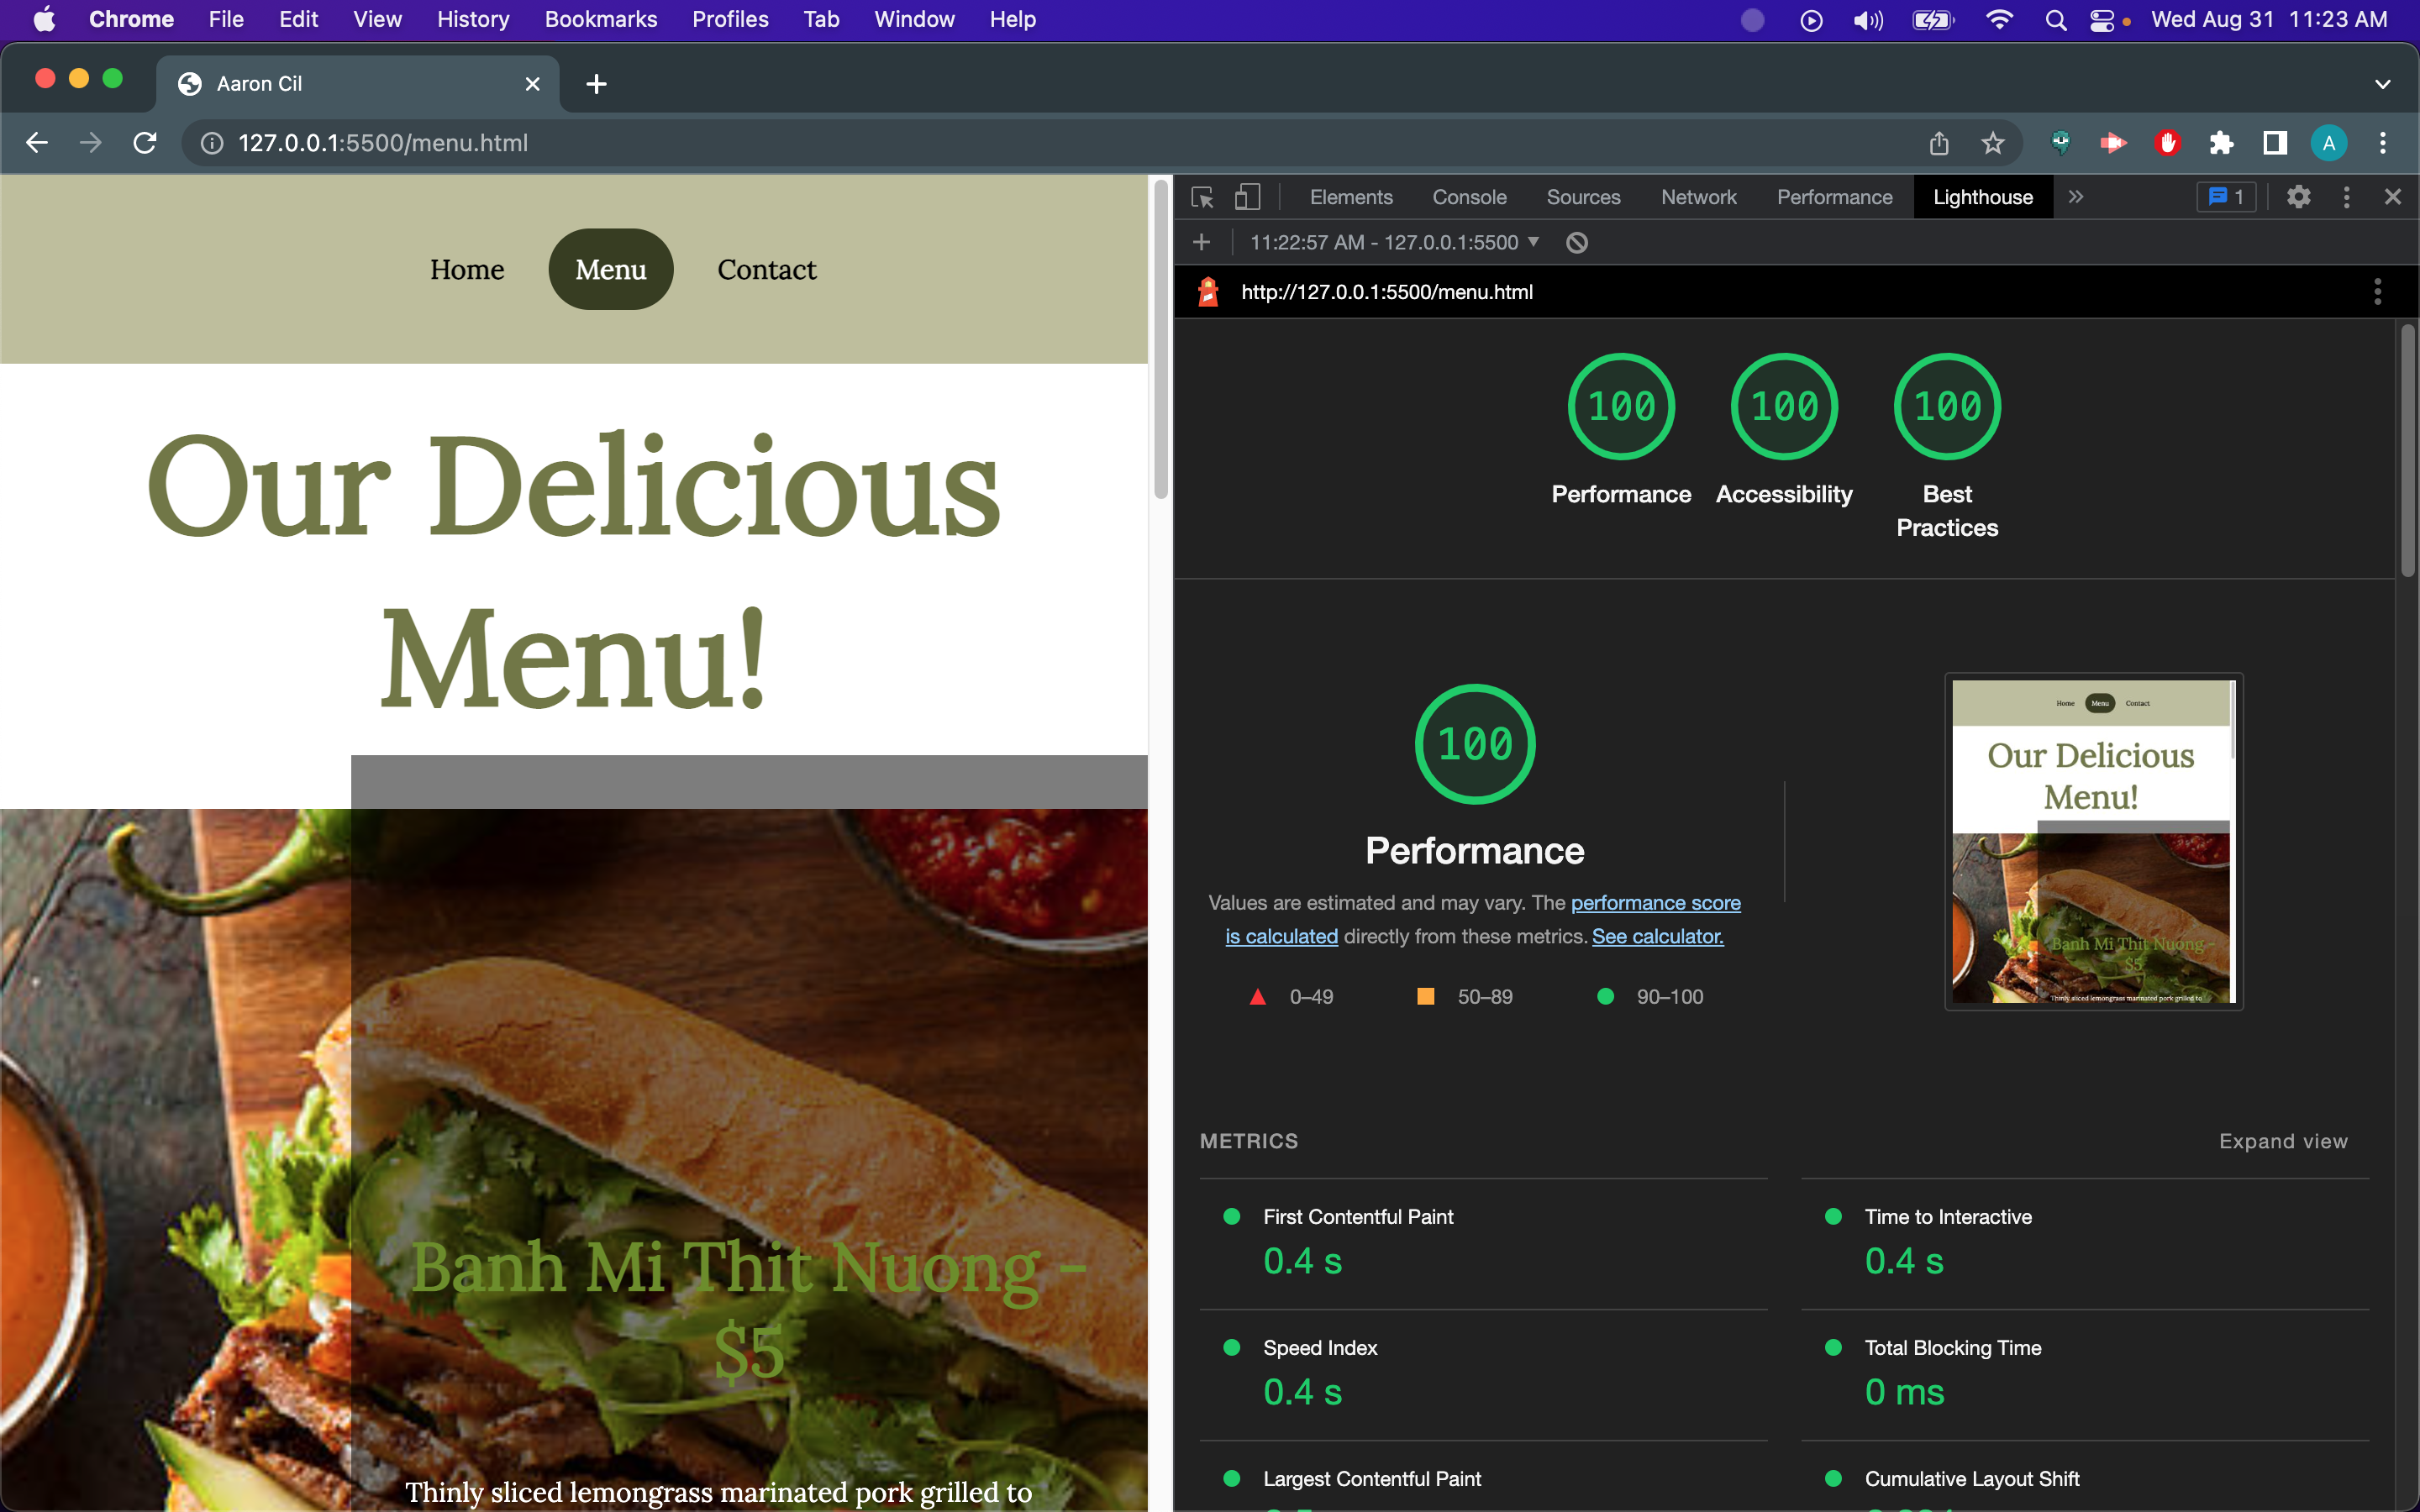 Chrome File Edit View History Bookmarks Profiles Tab Window Help Wed Aug 31 11:23 AM
Aaron Cil
127.0.0.1:5500/menu.html
A
Home Menu Contact
Our Delicious
Menu!
Banh Mi Thit Nuong -
$5
Thinly sliced lemongrass marinated pork grilled to
Elements Console Sources Network Performance Lighthouse 1
11:22:57 AM - 127.0.0.1:5500
http://127.0.0.1:5500/menu.html
100 100 100
Performance Accessibility Best
Practices
100
Performance
Values are estimated and may vary. The performance score
is calculated directly from these metrics. See calculator.
0–49 50–89 90–100
Home Menu Contact
Our Delicious
Menu!
Banh Mi Thit Nuong -
$5
Thinly sliced lemongrass marinated pork grilled to
METRICS Expand view
First Contentful Paint
0.4 s
Time to Interactive
0.4 s
Speed Index
0.4 s
Total Blocking Time
0 ms
Largest Contentful Paint
Cumulative Layout Shift